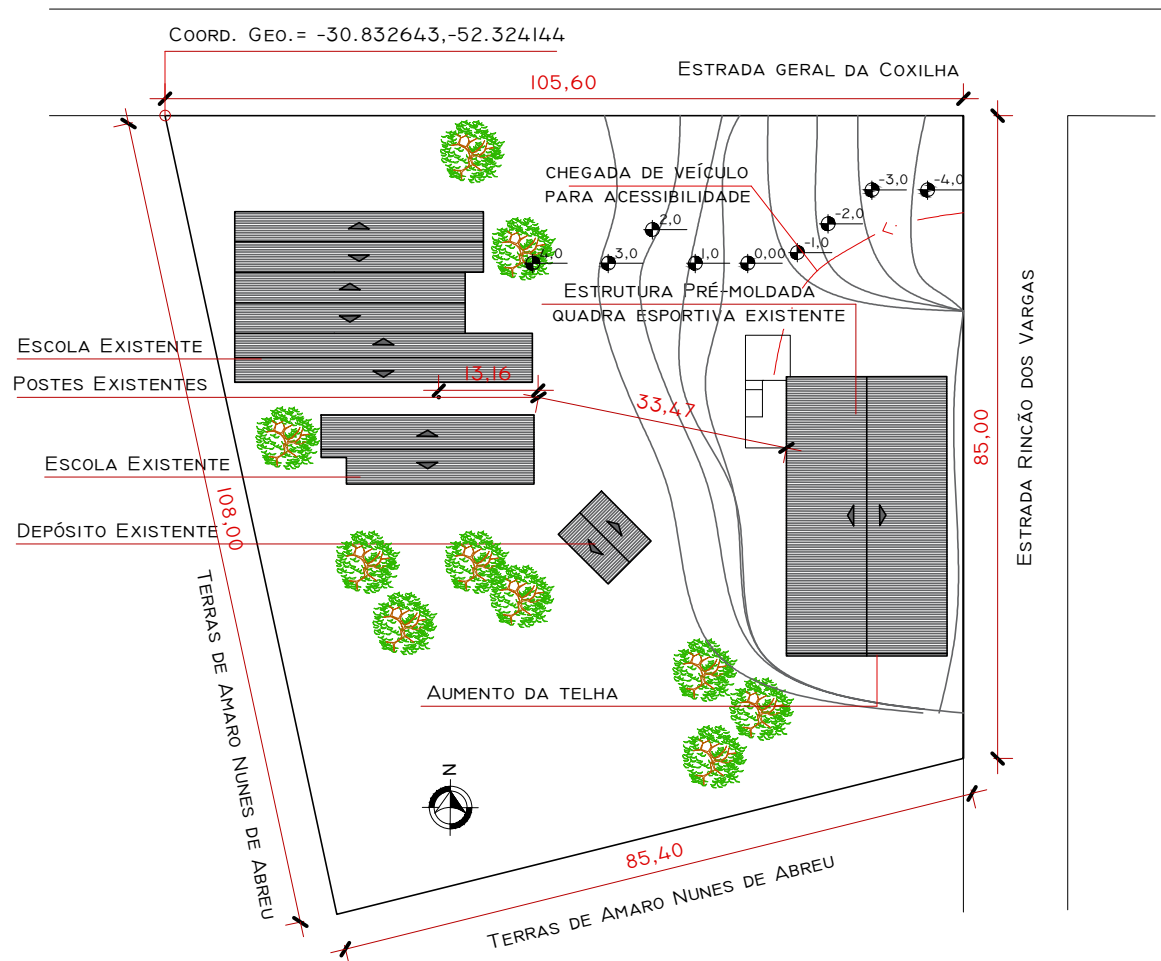 Coord. Geo.= -30.832643,-52.324144
Estrada geral da Coxilha
105,60
chegada de veículo
para acessibilidade
-3,0
-4,0
-2,0
2,0
-1,0
4,0
3,0
1,0
0,00
Estrutura Pré-moldada
quadra esportiva existente
Escola Existente
Postes Existentes
13,16
33,47
85,00
Estrada Rincão dos Vargas
Escola Existente
108,00
Depósito Existente
Terras de Amaro Nunes de Abreu
Aumento da telha
N
85,40
Terras de Amaro Nunes de Abreu